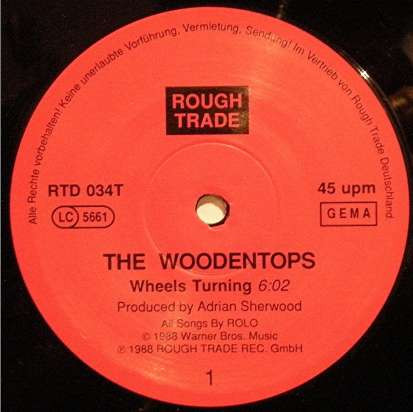 Alle Rechte vorbehalten! Keine unerlaubte Vorführung, Vermietung, Sendung! Im Vertrieb von Rough Trade Deutschland.
ROUGH
TRADE
RTD 034T
45 upm
LC 5661
GEMA
THE WOODENTOPS
Wheels Turning 6:02
Produced by Adrian Sherwood
All Songs By ROLO
© 1988 Warner Bros. Music
℗ 1988 ROUGH TRADE REC. GmbH
1